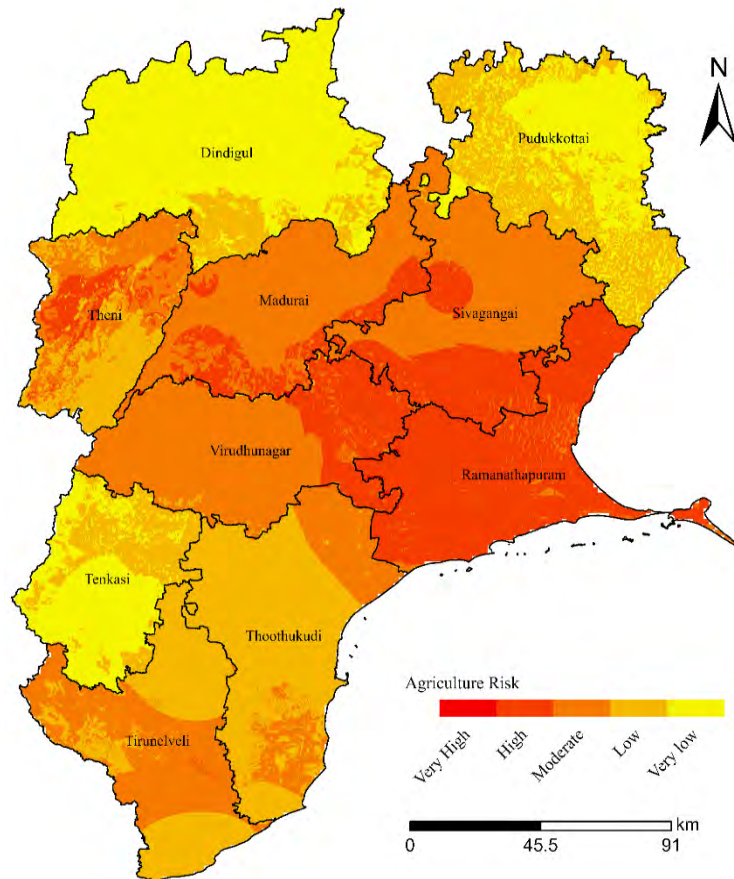 N
Pudukkottai
Dindigul
Madurai
Theni
Sivagangai
Virudhunagar
Ramanathapuram
Tenkasi
Thoothukudi
Tirunelveli
Agriculture Risk
Very High
High
Moderate
Low
Very low
km
0
45.5
91